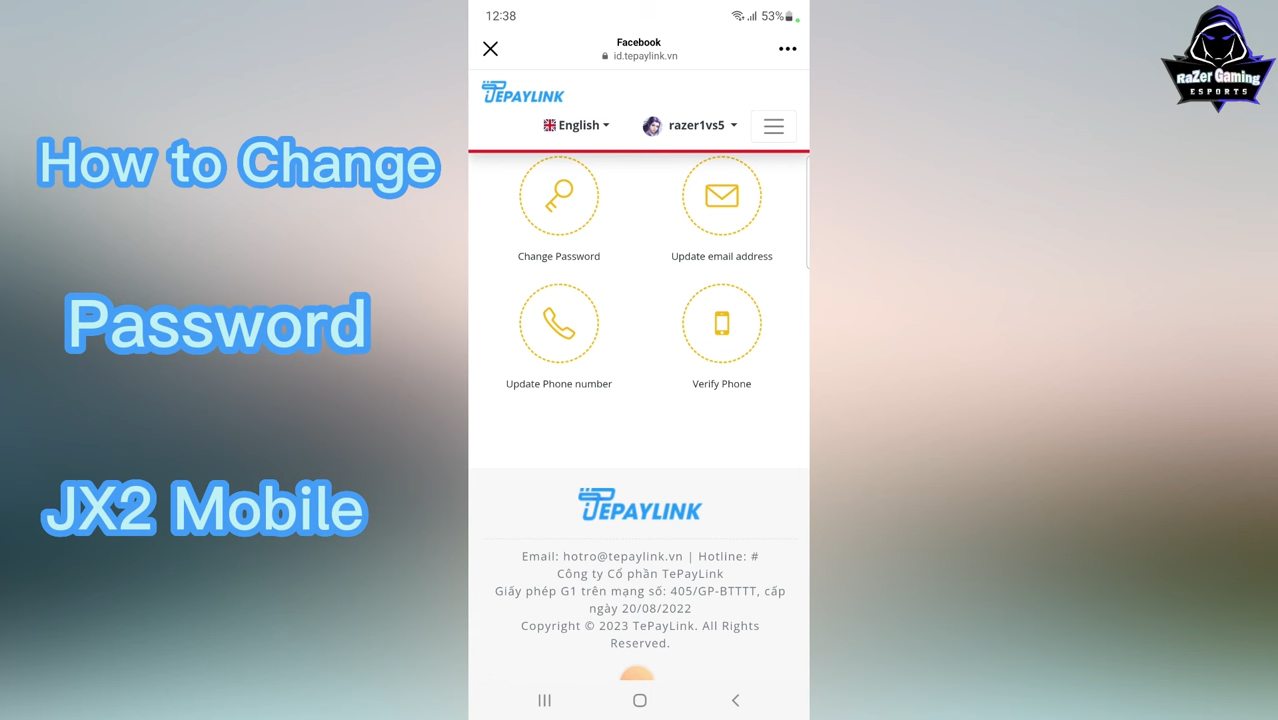 How to Change
Password
JX2 Mobile
12:38
53%
Facebook
id.tepaylink.vn
TEPAYLINK
English
razer1vs5
Change Password
Update email address
Update Phone number
Verify Phone
TEPAYLINK
Email: hotro@tepaylink.vn | Hotline: #
Công ty Cổ phần TePayLink
Giấy phép G1 trên mạng số: 405/GP-BTTTT, cấp
ngày 20/08/2022
Copyright © 2023 TePayLink. All Rights
Reserved.
RaZer Gaming
ESPORTS